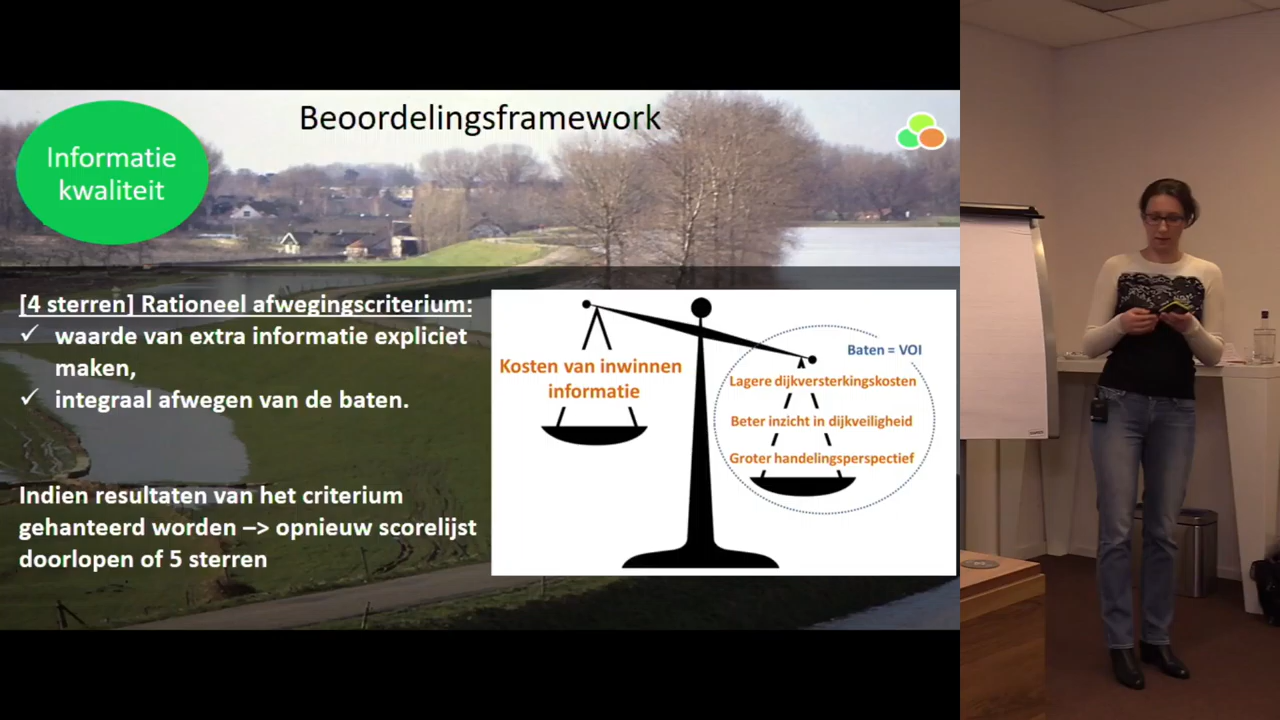 Beoordelingsframework
Informatie
kwaliteit
[4 sterren] Rationeel afwegingscriterium:
✓ waarde van extra informatie expliciet
maken,
✓ integraal afwegen van de baten.
Indien resultaten van het criterium
gehanteerd worden –> opnieuw scorelijst
doorlopen of 5 sterren
Kosten van inwinnen
informatie
Baten = VOI
Lagere dijkversterkingskosten
Beter inzicht in dijkveiligheid
Groter handelingsperspectief